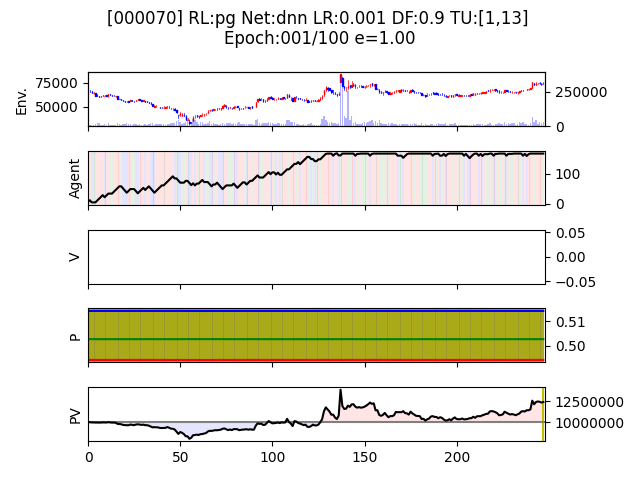 [000070] RL:pg Net:dnn LR:0.001 DF:0.9 TU:[1,13]
Epoch:001/100 e=1.00
Env.
75000
50000
250000
0
Agent
100
0
V
0.05
0.00
−0.05
P
0.51
0.50
PV
12500000
10000000
0 50 100 150 200